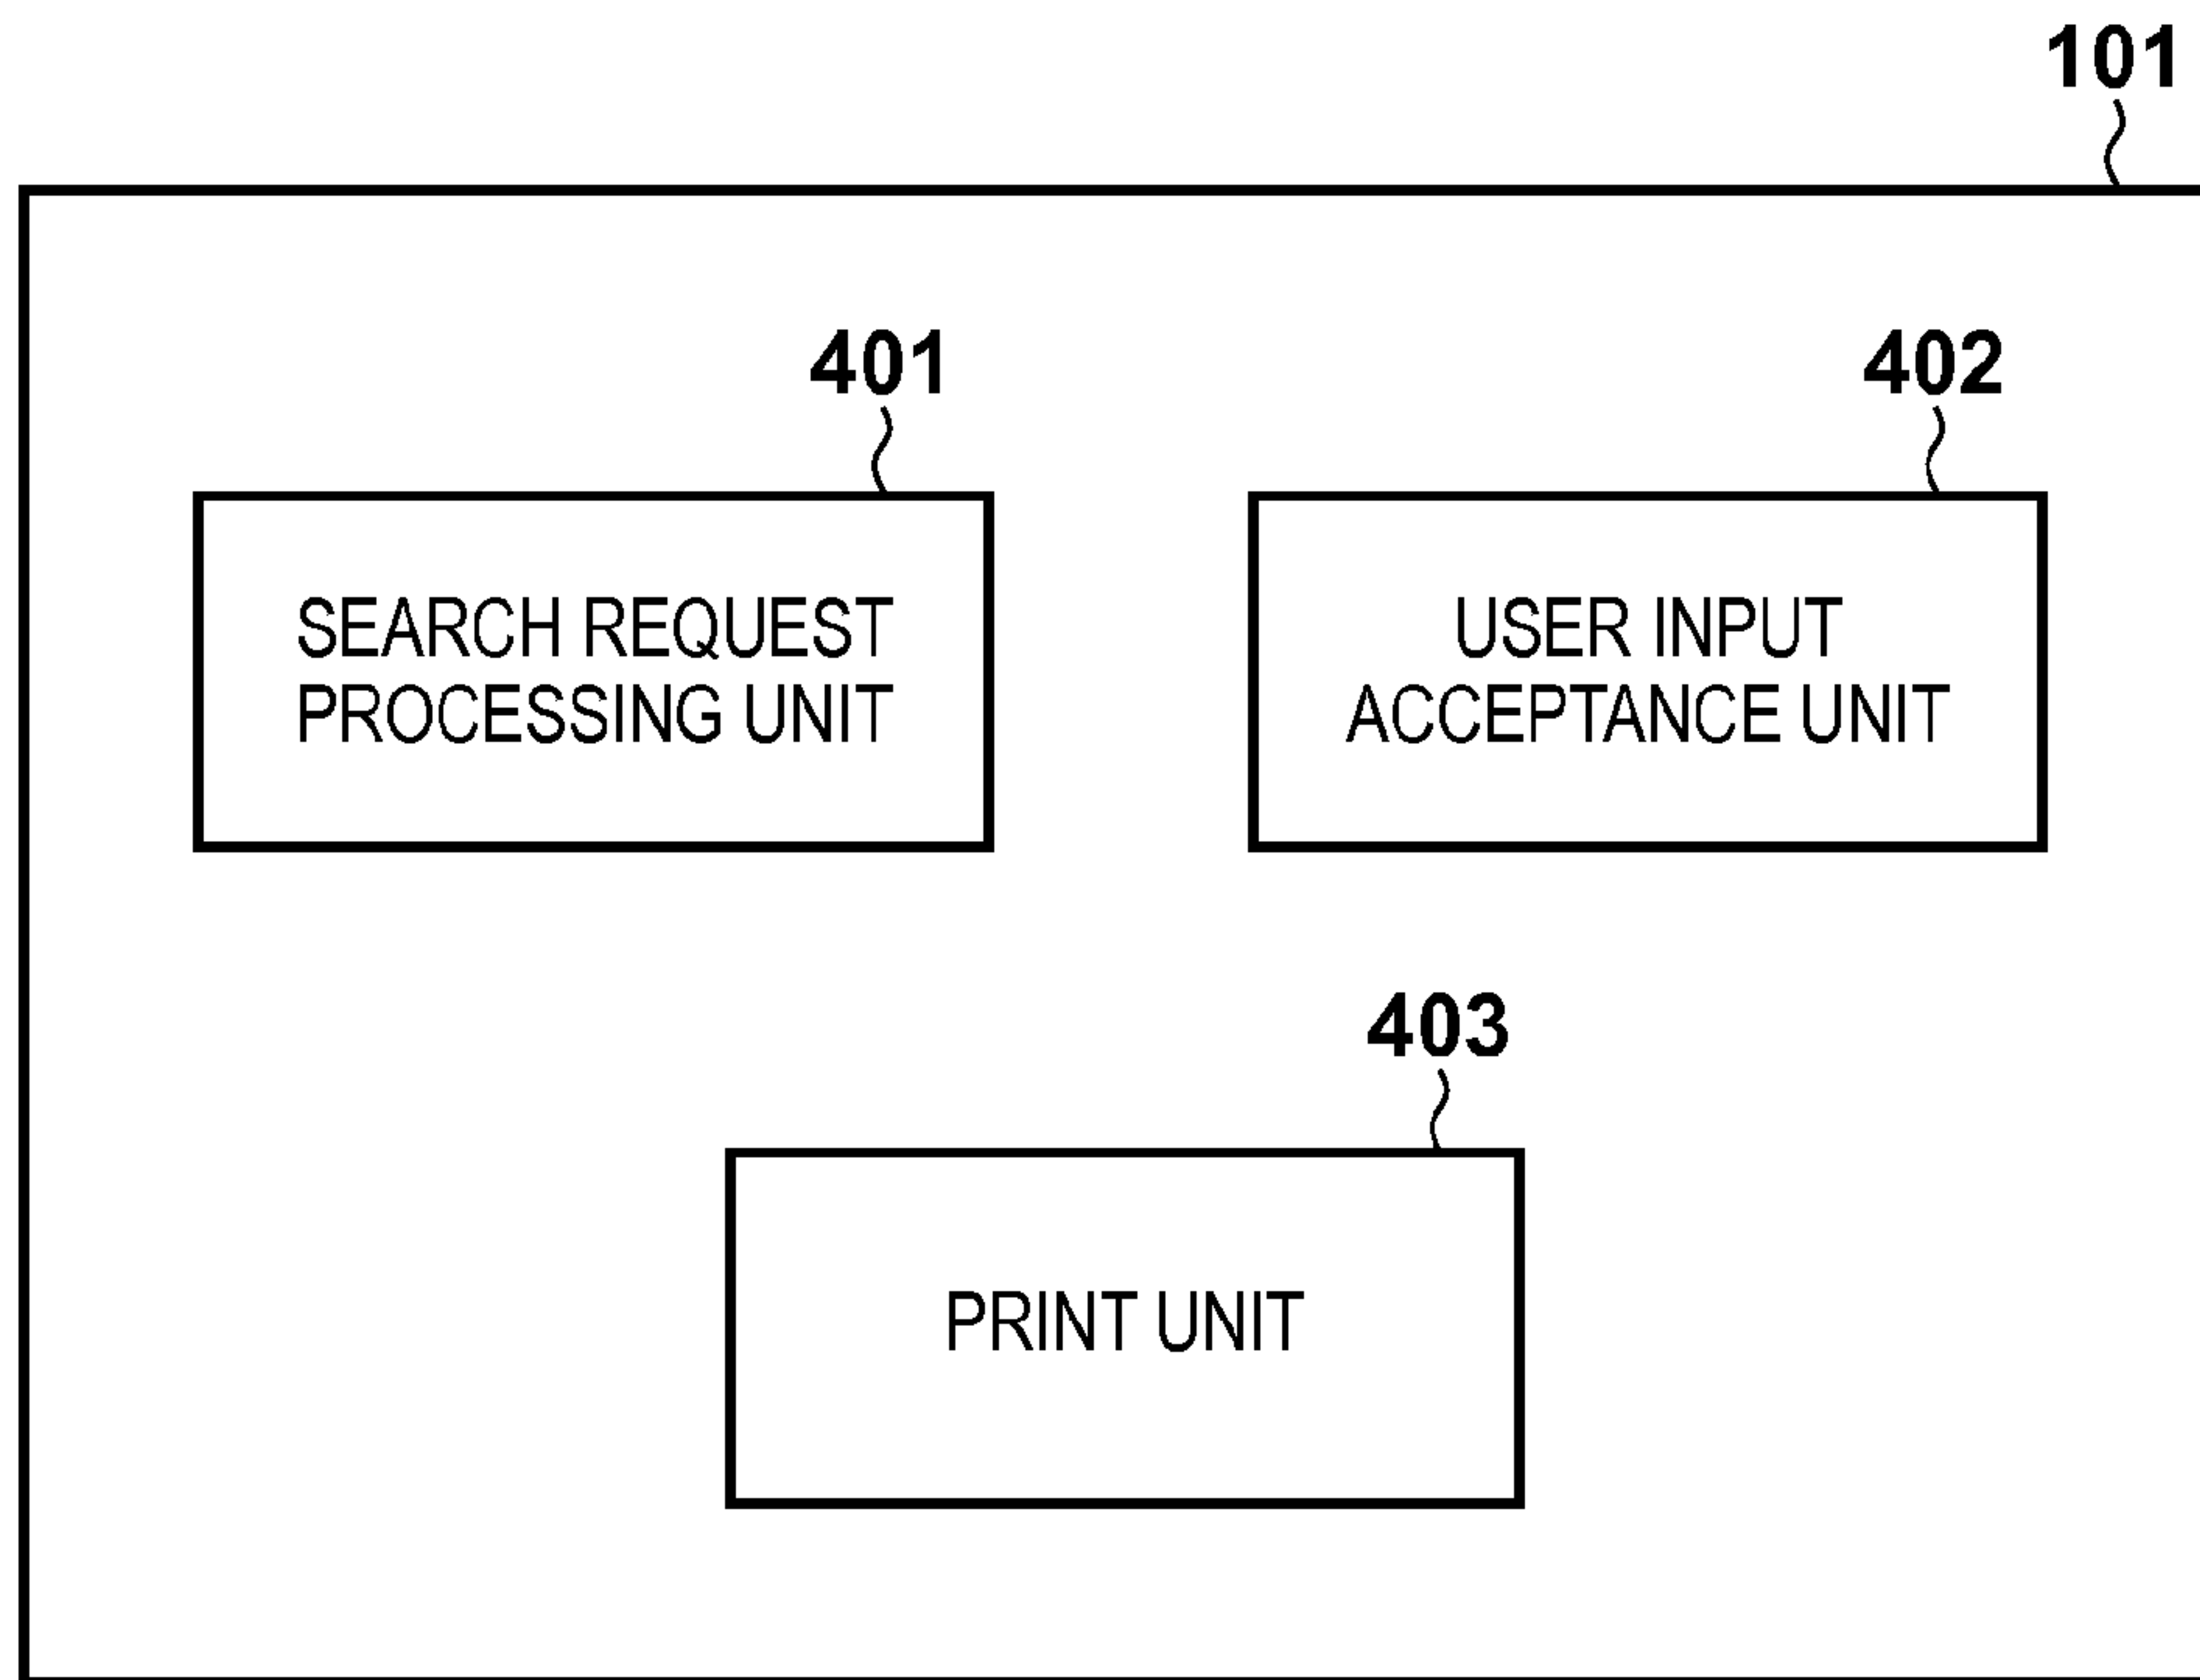 101
401
402
SEARCH REQUEST
PROCESSING UNIT
USER INPUT
ACCEPTANCE UNIT
403
PRINT UNIT